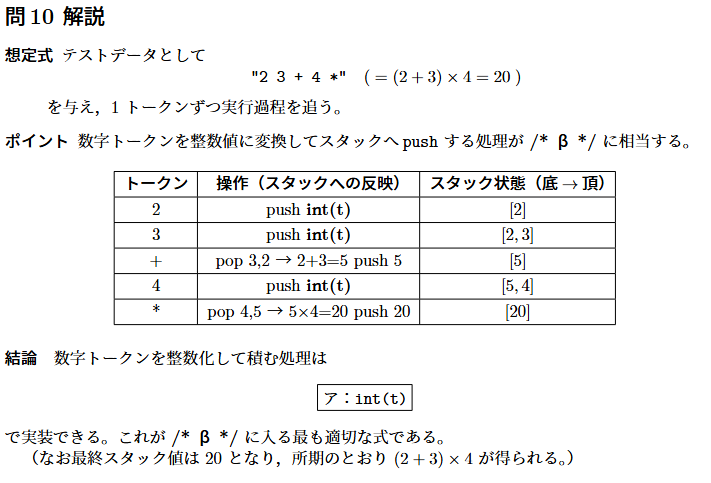 問 10 解説
想定式 テストデータとして
"2 3 + 4 *" ( = (2 + 3) × 4 = 20 )
を与え，1 トークンずつ実行過程を追う。
ポイント 数字トークンを整数値に変換してスタックへ push する処理が /* β */ に相当する。
トークン 操作（スタックへの反映） スタック状態（底 → 頂）
2 push int(t) [2]
3 push int(t) [2, 3]
+ pop 3,2 → 2+3=5 push 5 [5]
4 push int(t) [5, 4]
* pop 4,5 → 5×4=20 push 20 [20]
結論 数字トークンを整数化して積む処理は
ア：int(t)
で実装できる。これが /* β */ に入る最も適切な式である。
（なお最終スタック値は 20 となり，所期のとおり (2 + 3) × 4 が得られる。）